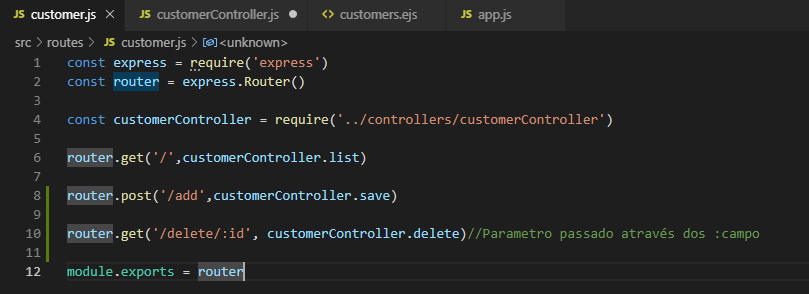 JS customer.js ×
JS customerController.js ●
<> customers.ejs
JS app.js
src > routes > JS customer.js > <unknown>
1 const express = require('express')
2 const router = express.Router()
3
4 const customerController = require('../controllers/customerController')
5
6 router.get('/',customerController.list)
7
8 router.post('/add',customerController.save)
9
10 router.get('/delete/:id', customerController.delete)//Parametro passado através dos :campo
11
12 module.exports = router